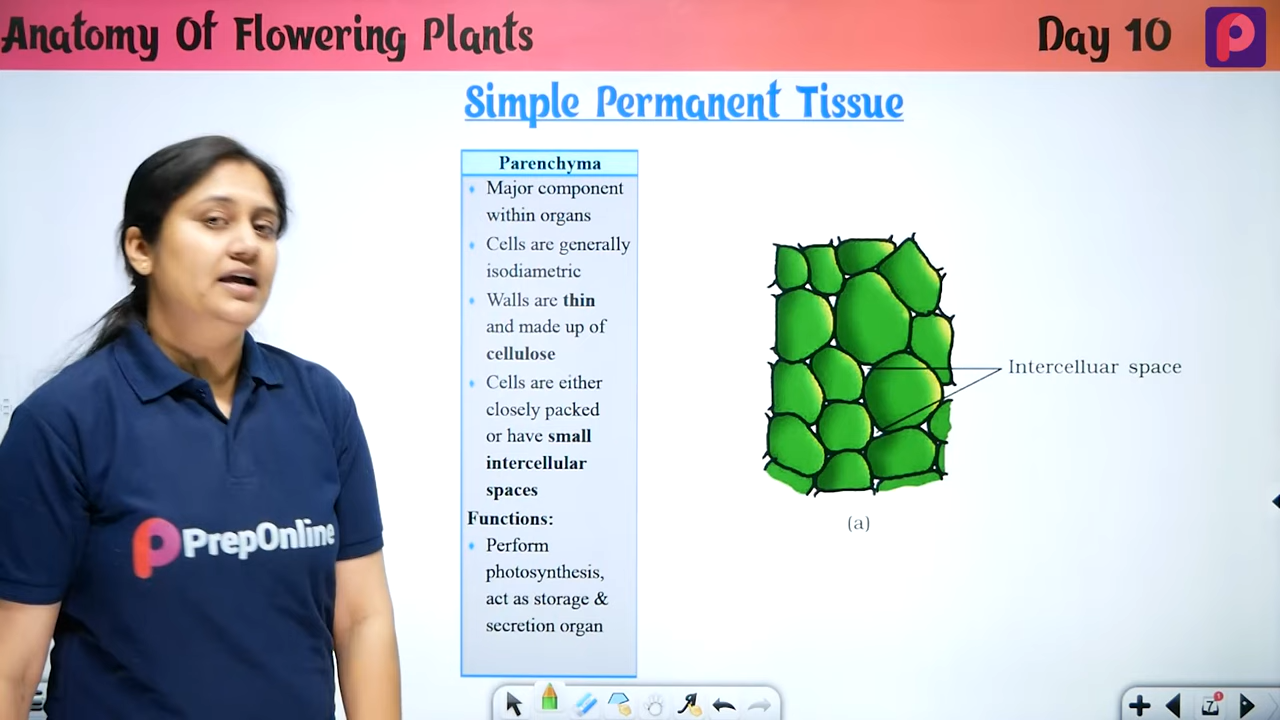 Anatomy Of Flowering Plants
Day 10
Simple Permanent Tissue
Parenchyma
Major component
within organs
Cells are generally
isodiametric
Walls are thin
and made up of
cellulose
Cells are either
closely packed
or have small
intercellular
spaces
Functions:
Perform
photosynthesis,
act as storage &
secretion organ
Intercelluar space
(a)
PrepOnline